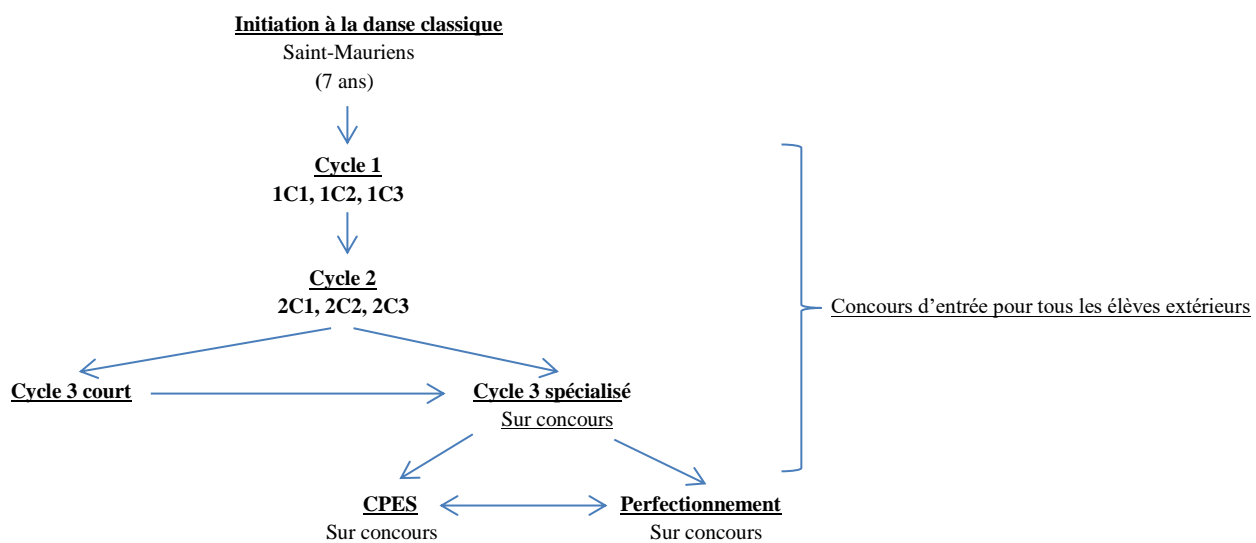 Initiation à la danse classique
Saint-Mauriens
(7 ans)
Cycle 1
1C1, 1C2, 1C3
Cycle 2
2C1, 2C2, 2C3
Concours d’entrée pour tous les élèves extérieurs
Cycle 3 court
Cycle 3 spécialisé
Sur concours
CPES
Perfectionnement
Sur concours
Sur concours